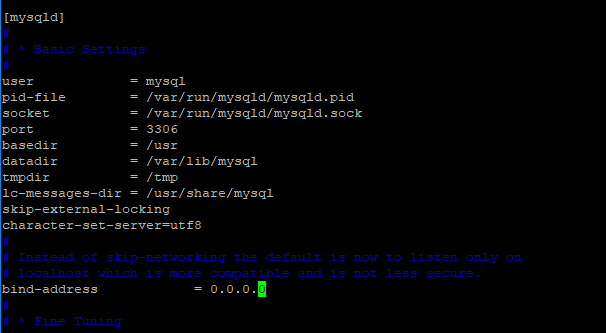 [mysqld]
#
# * Basic Settings
#
user            = mysql
pid-file        = /var/run/mysqld/mysqld.pid
socket          = /var/run/mysqld/mysqld.sock
port            = 3306
basedir         = /usr
datadir         = /var/lib/mysql
tmpdir          = /tmp
lc-messages-dir = /usr/share/mysql
skip-external-locking
character-set-server=utf8
#
# Instead of skip-networking the default is now to listen only on
# localhost which is more compatible and is not less secure.
bind-address            = 0.0.0.0
#
# * Fine Tuning